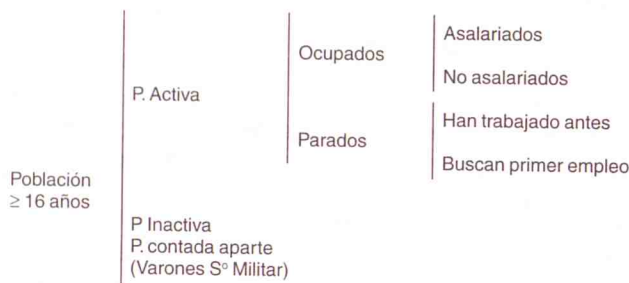 Asalariados
Ocupados
No asalariados
P. Activa
Han trabajado antes
Parados
Buscan primer empleo
Población
≥ 16 años
P Inactiva
P. contada aparte
(Varones Sº Militar)